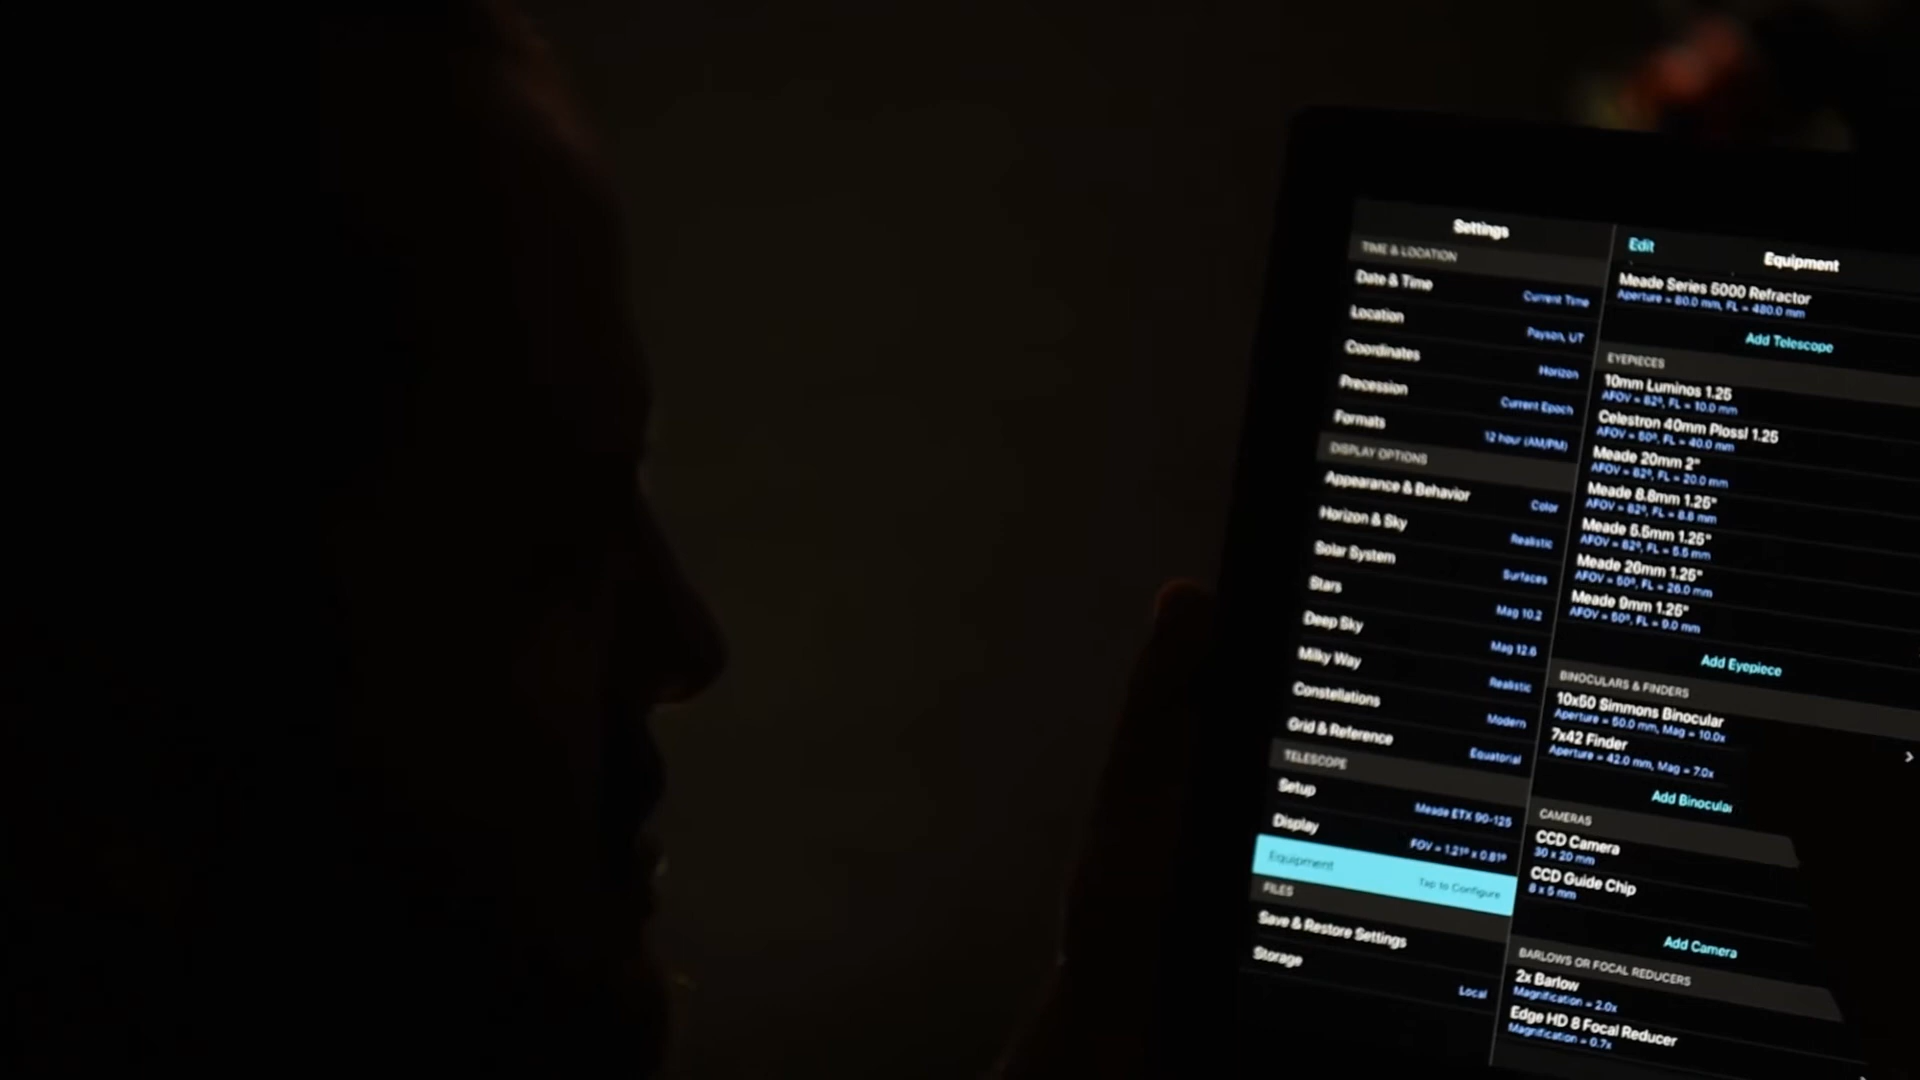 Settings
TIME & LOCATION
Date & Time
Current Time
Location
Payson, UT
Coordinates
Horizon
Precession
Current Epoch
Formats
12 hour (AM/PM)
DISPLAY OPTIONS
Appearance & Behavior
Color
Horizon & Sky
Realistic
Solar System
Surfaces
Stars
Mag 10.2
Deep Sky
Mag 12.6
Milky Way
Realistic
Constellations
Modern
Grid & Reference
Equatorial
TELESCOPE
Setup
Meade ETX 90-125
Display
FOV = 1.21° x 0.81°
Equipment
Tap to Configure
FILES
Save & Restore Settings
Storage
Local
Edit
Equipment
Meade Series 5000 Refractor
Aperture = 80.0 mm, FL = 480.0 mm
Add Telescope
EYEPIECES
10mm Luminos 1.25
AFOV = 82°, FL = 10.0 mm
Celestron 40mm Plossl 1.25
AFOV = 50°, FL = 40.0 mm
Meade 20mm 2"
AFOV = 82°, FL = 20.0 mm
Meade 8.8mm 1.25"
AFOV = 82°, FL = 8.8 mm
Meade 5.5mm 1.25"
AFOV = 82°, FL = 5.5 mm
Meade 26mm 1.25"
AFOV = 50°, FL = 26.0 mm
Meade 9mm 1.25"
AFOV = 50°, FL = 9.0 mm
Add Eyepiece
BINOCULARS & FINDERS
10x50 Simmons Binocular
Aperture = 50.0 mm, Mag = 10.0x
7x42 Finder
Aperture = 42.0 mm, Mag = 7.0x
Add Binocular
CAMERAS
CCD Camera
30 x 20 mm
CCD Guide Chip
8 x 5 mm
Add Camera
BARLOWS OR FOCAL REDUCERS
2x Barlow
Magnification = 2.0x
Edge HD 8 Focal Reducer
Magnification = 0.7x